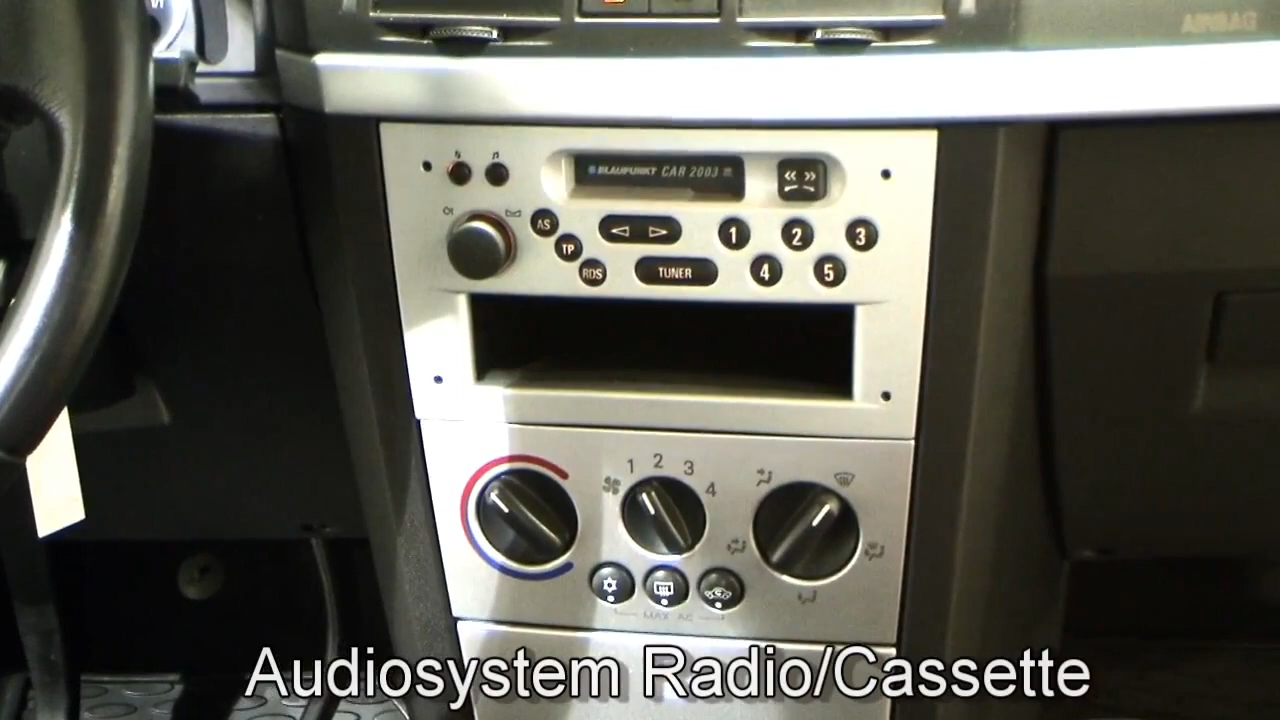 AIRBAG
BLAUPUNKT CAR 2003
AS
1 2 3
TP
RDS TUNER 4 5
1 2 3 4
MAX AC
Audiosystem Radio/Cassette